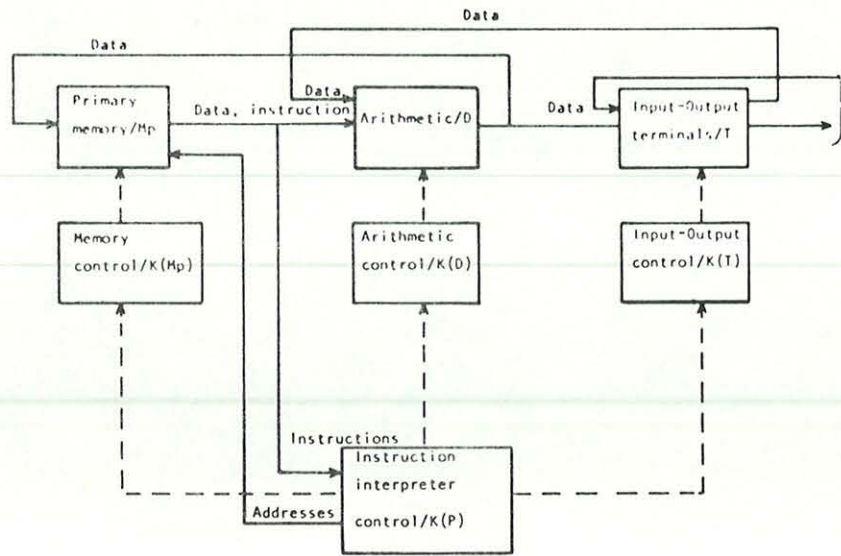 Data
Data
Data
Primary
memory/Mp
Data, instruction
Arithmetic/D
Data
Input-Output
terminals/T
Memory
control/K(Mp)
Arithmetic
control/K(D)
Input-Output
control/K(T)
Instructions
Instruction
interpreter
control/K(P)
Addresses